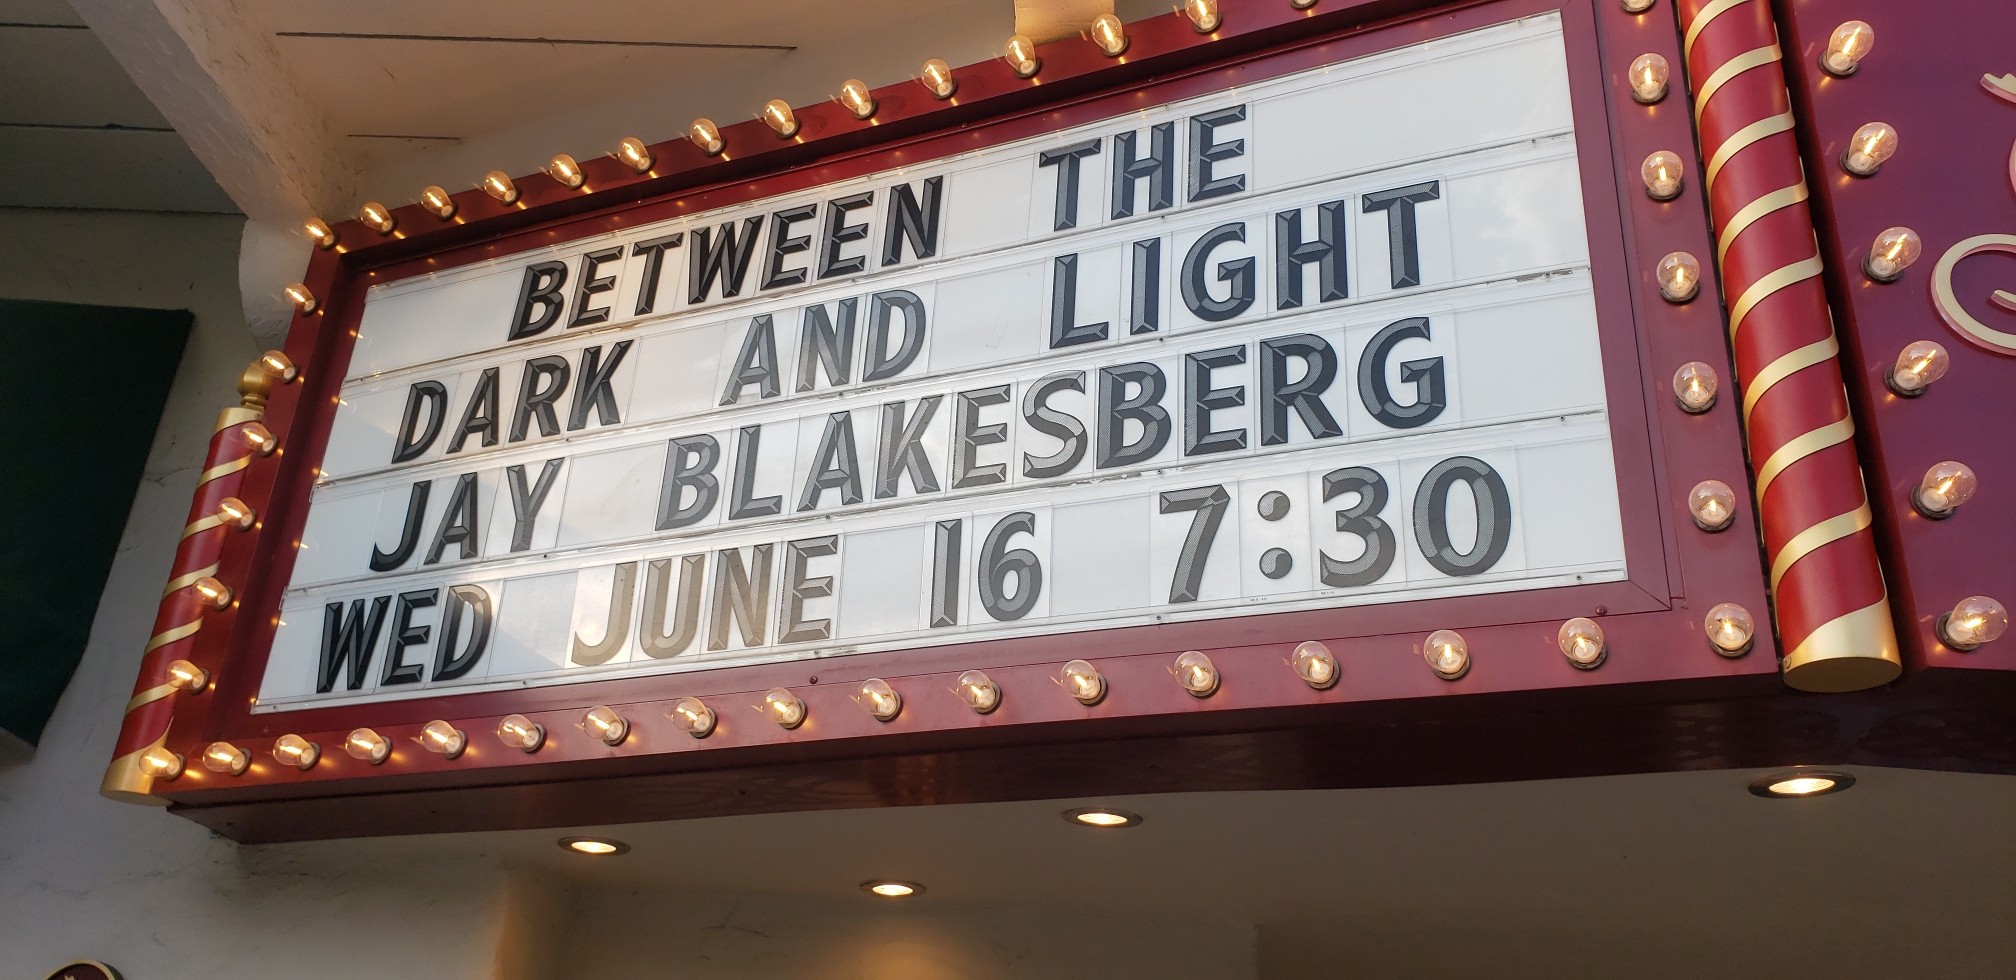 BETWEEN THE
DARK AND LIGHT
JAY BLAKESBERG
WED JUNE 16 7:30